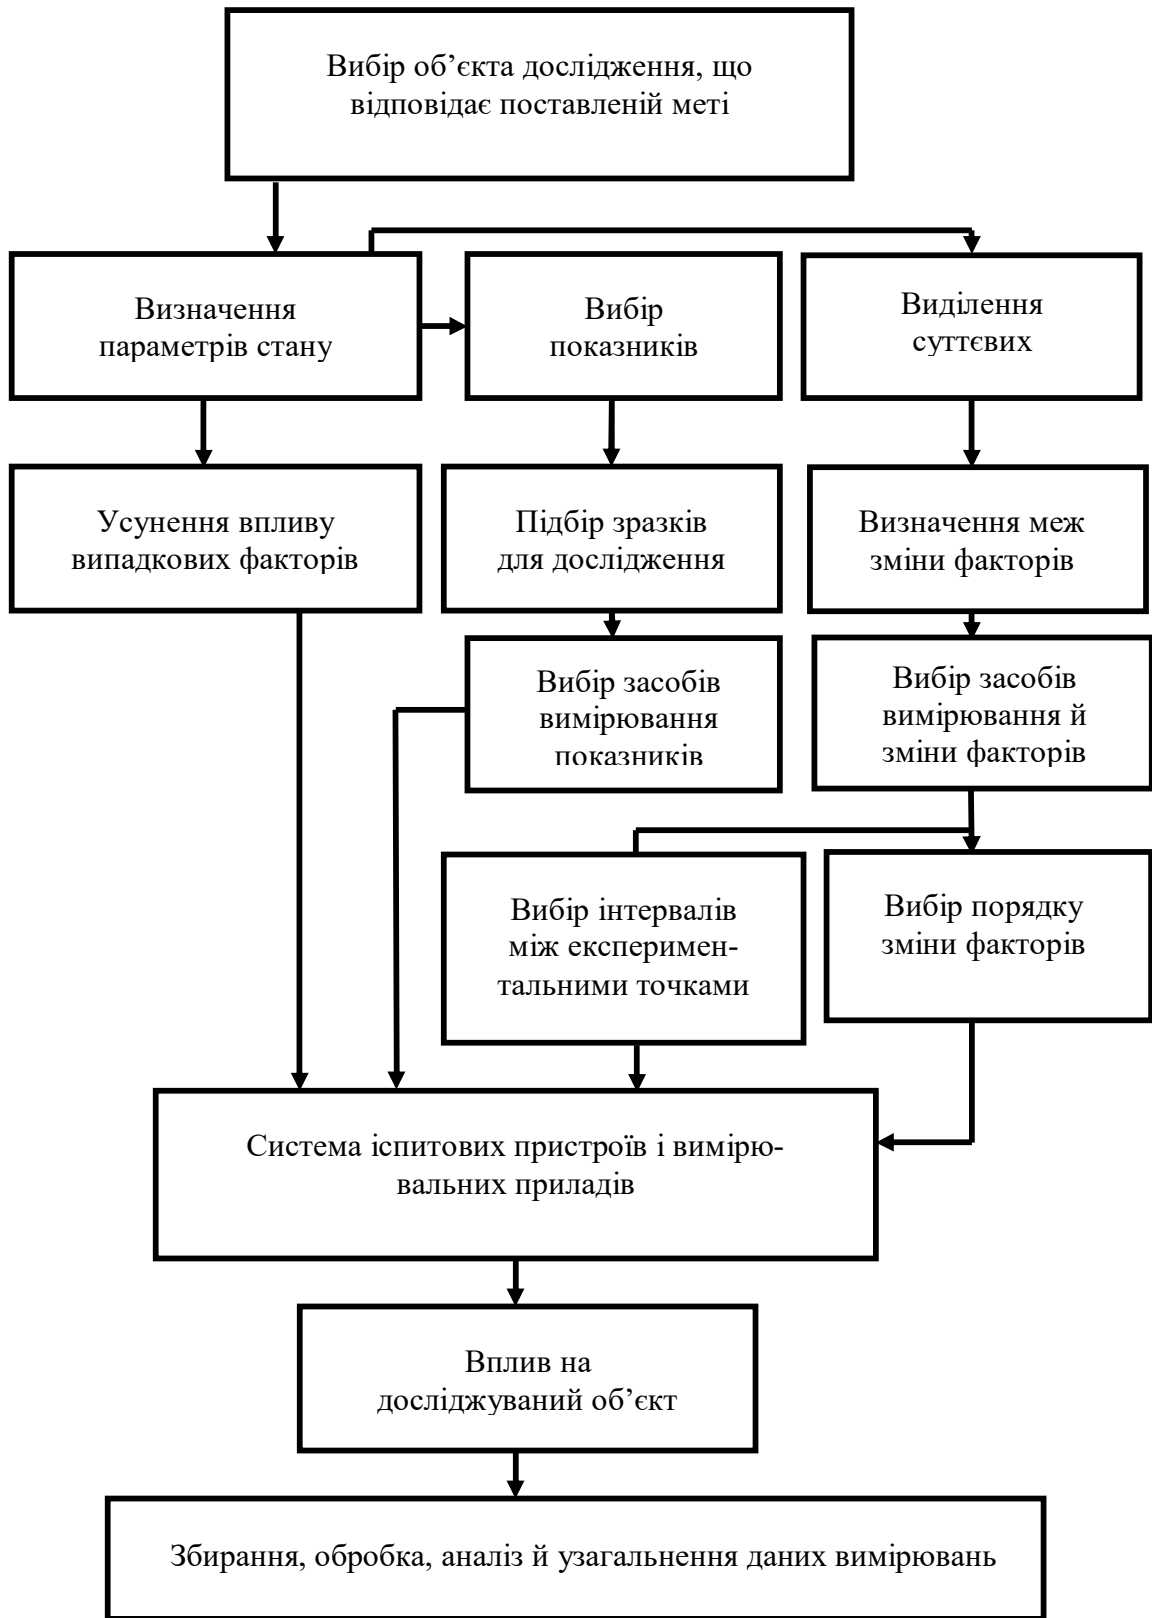 Вибір об’єкта дослідження, що
відповідає поставленій меті
Визначення
параметрів стану
Вибір
показників
Виділення
суттєвих
Усунення впливу
випадкових факторів
Підбір зразків
для дослідження
Визначення меж
зміни факторів
Вибір засобів
вимірювання
показників
Вибір засобів
вимірювання й
зміни факторів
Вибір інтервалів
між експеримен-
тальними точками
Вибір порядку
зміни факторів
Система іспитових пристроїв і вимірю-
вальних приладів
Вплив на
досліджуваний об’єкт
Збирання, обробка, аналіз й узагальнення даних вимірювань